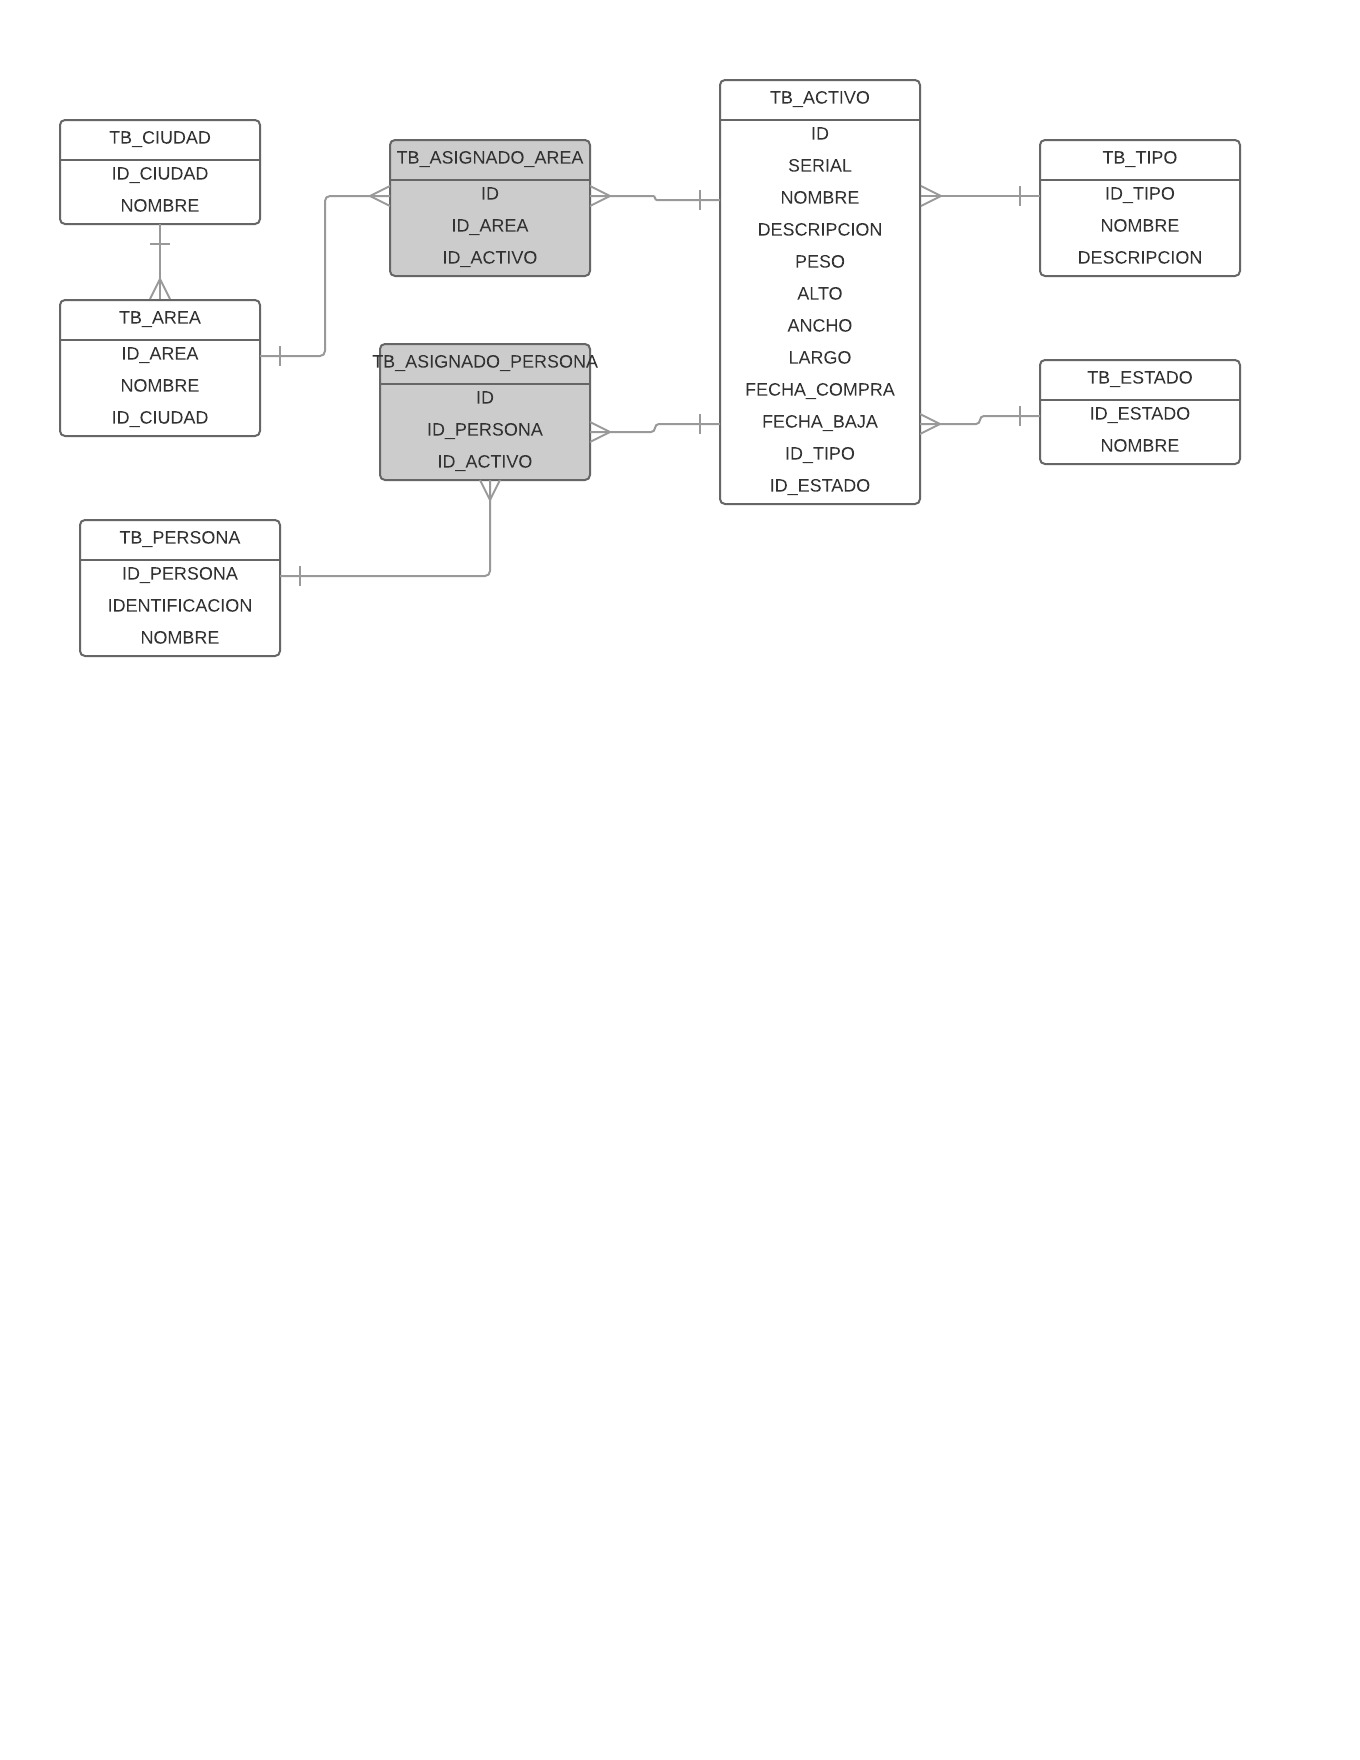 TB_CIUDAD
ID_CIUDAD
NOMBRE
TB_AREA
ID_AREA
NOMBRE
ID_CIUDAD
TB_PERSONA
ID_PERSONA
IDENTIFICACION
NOMBRE
TB_ASIGNADO_AREA
ID
ID_AREA
ID_ACTIVO
TB_ASIGNADO_PERSONA
ID
ID_PERSONA
ID_ACTIVO
TB_ACTIVO
ID
SERIAL
NOMBRE
DESCRIPCION
PESO
ALTO
ANCHO
LARGO
FECHA_COMPRA
FECHA_BAJA
ID_TIPO
ID_ESTADO
TB_TIPO
ID_TIPO
NOMBRE
DESCRIPCION
TB_ESTADO
ID_ESTADO
NOMBRE